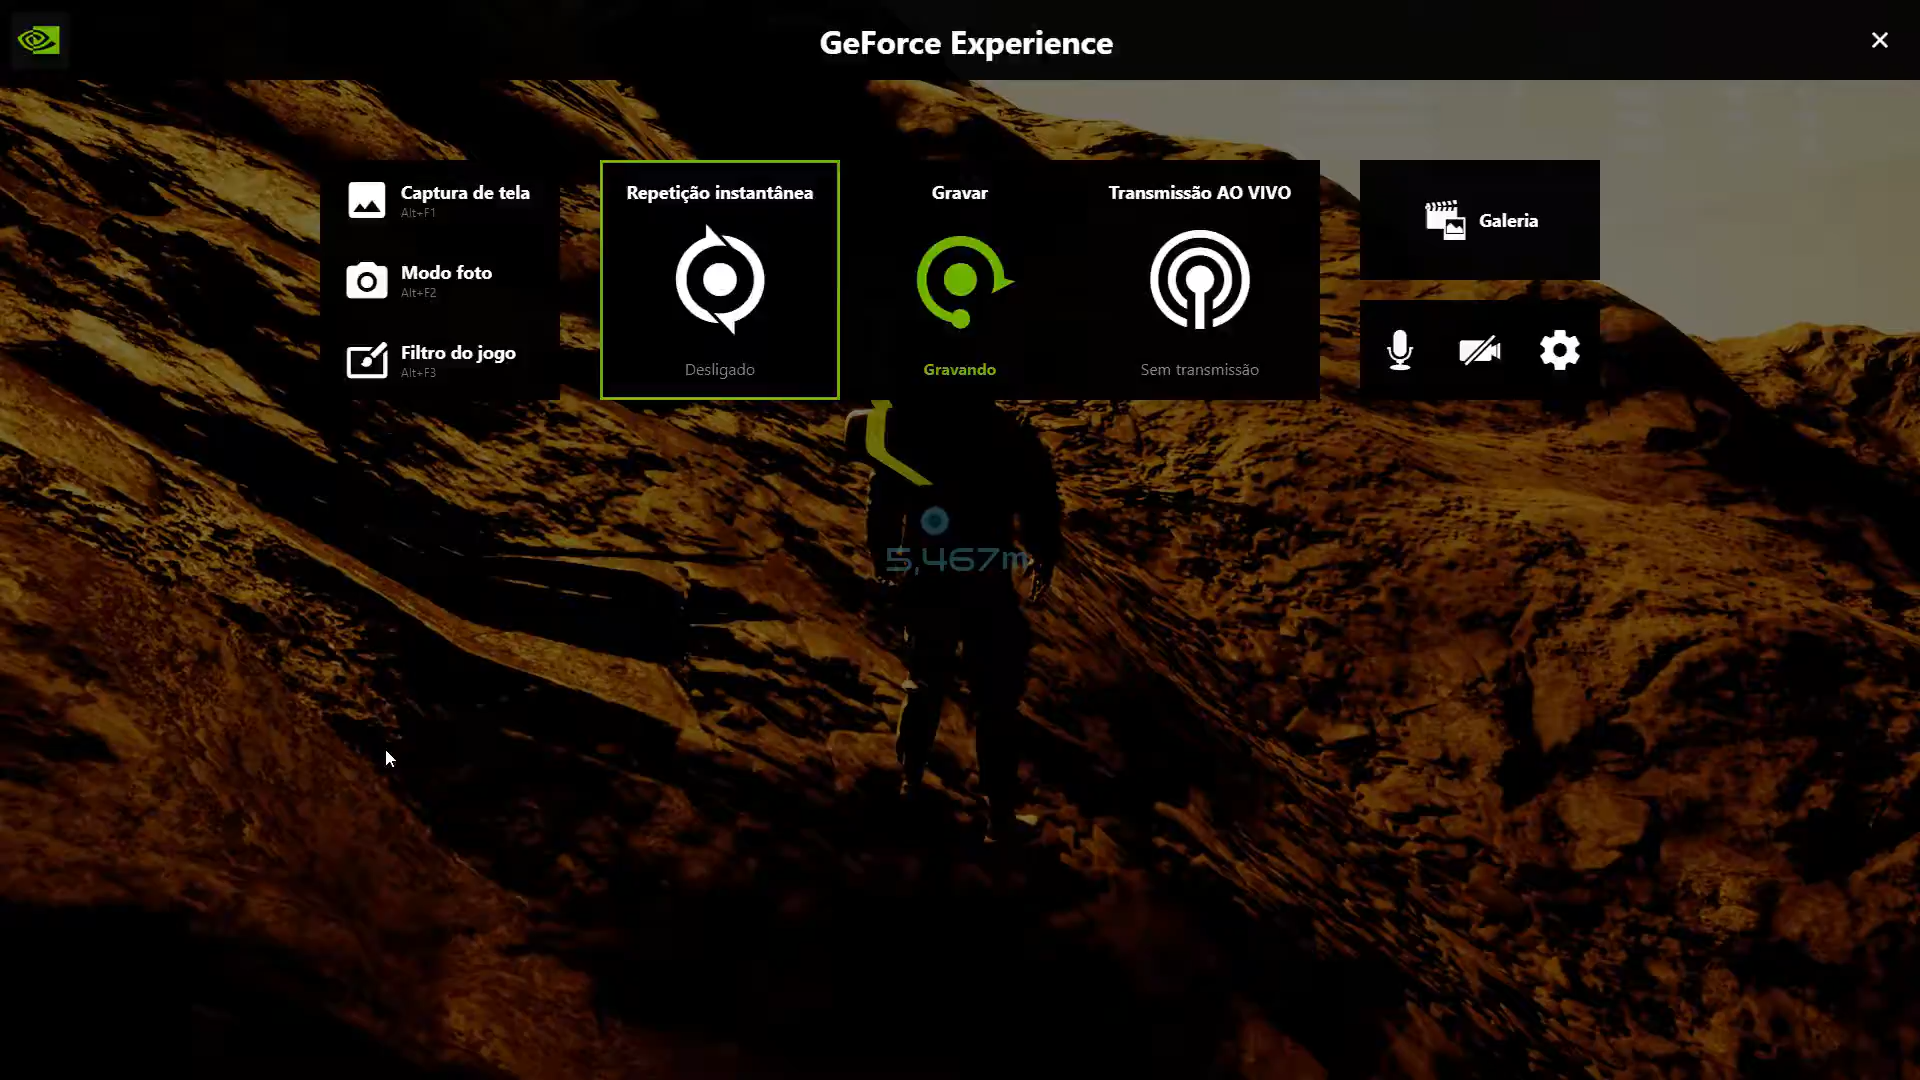 GeForce Experience
Captura de tela
Alt+F1
Modo foto
Alt+F2
Filtro do jogo
Alt+F3
Repetição instantânea
Desligado
Gravar
Gravando
Transmissão AO VIVO
Sem transmissão
Galeria
5,467m